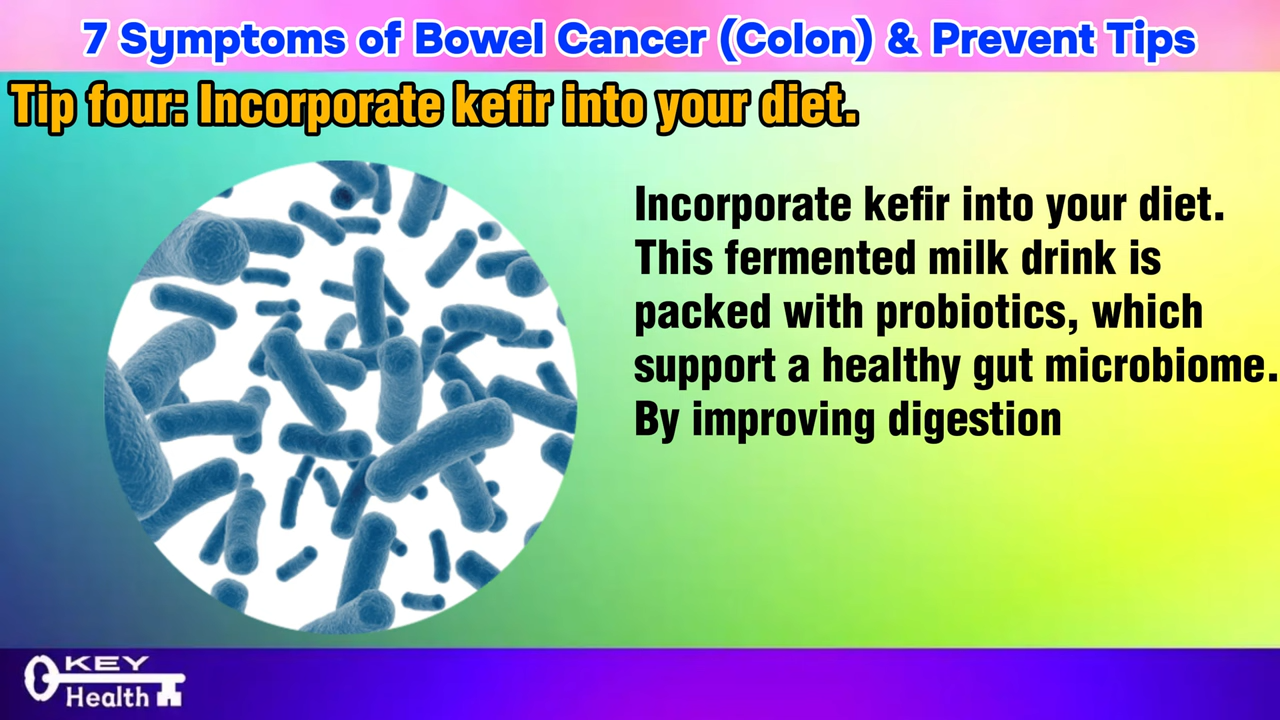 7 Symptoms of Bowel Cancer (Colon) & Prevent Tips
Tip four: Incorporate kefir into your diet.
Incorporate kefir into your diet.
This fermented milk drink is
packed with probiotics, which
support a healthy gut microbiome.
By improving digestion
KEY
Health